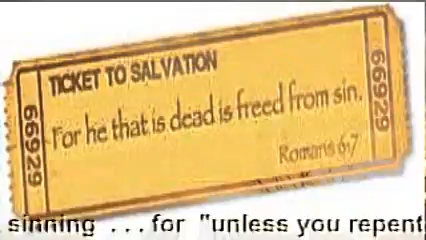 TICKET TO SALVATION
66929
For he that is dead is freed from sin.
Romans 6:7
66929
sinning ... for "unless you repent